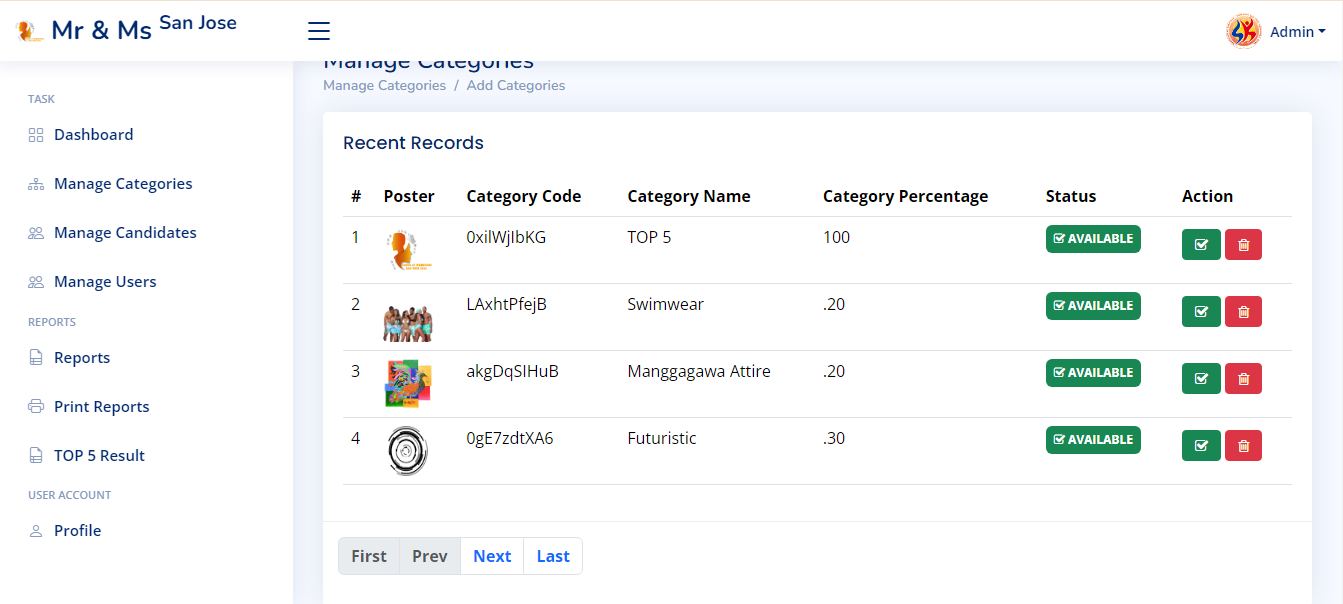 Mr & Ms San Jose
Admin
Manage Categories
Manage Categories / Add Categories
TASK
Dashboard
Manage Categories
Manage Candidates
Manage Users
REPORTS
Reports
Print Reports
TOP 5 Result
USER ACCOUNT
Profile
Recent Records
# Poster Category Code Category Name Category Percentage Status Action
1 0xilWjIbKG TOP 5 100 AVAILABLE
2 LAxhtPfejB Swimwear .20 AVAILABLE
3 akgDqSIHuB Manggagawa Attire .20 AVAILABLE
4 0gE7zdtXA6 Futuristic .30 AVAILABLE
First Prev Next Last